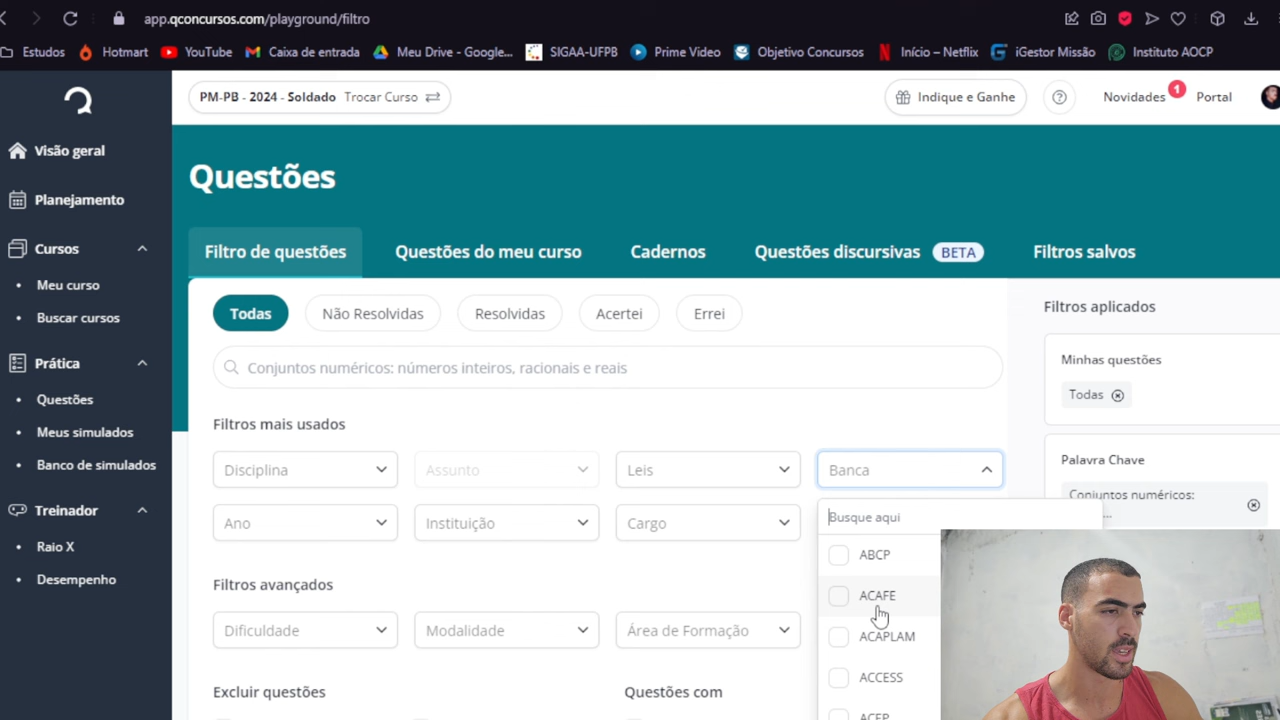 app.qconcursos.com/playground/filtro
Estudos Hotmart YouTube Caixa de entrada Meu Drive - Google... SIGAA-UFPB Prime Video Objetivo Concursos Início – Netflix iGestor Missão Instituto AOCP
PM-PB - 2024 - Soldado Trocar Curso Indique e Ganhe ? Novidades 1 Portal
Visão geral
Planejamento
Cursos
• Meu curso
• Buscar cursos
Prática
• Questões
• Meus simulados
• Banco de simulados
Treinador
• Raio X
• Desempenho
Questões
Filtro de questões Questões do meu curso Cadernos Questões discursivas BETA Filtros salvos
Todas Não Resolvidas Resolvidas Acertei Errei
Conjuntos numéricos: números inteiros, racionais e reais
Filtros mais usados
Disciplina Assunto Leis Banca
Ano Instituição Cargo
Busque aqui
ABCP
ACAFE
ACAPLAM
ACCESS
ACEP
Filtros avançados
Dificuldade Modalidade Área de Formação
Excluir questões Questões com
Filtros aplicados
Minhas questões
Todas
Palavra Chave
Conjuntos numéricos:
...